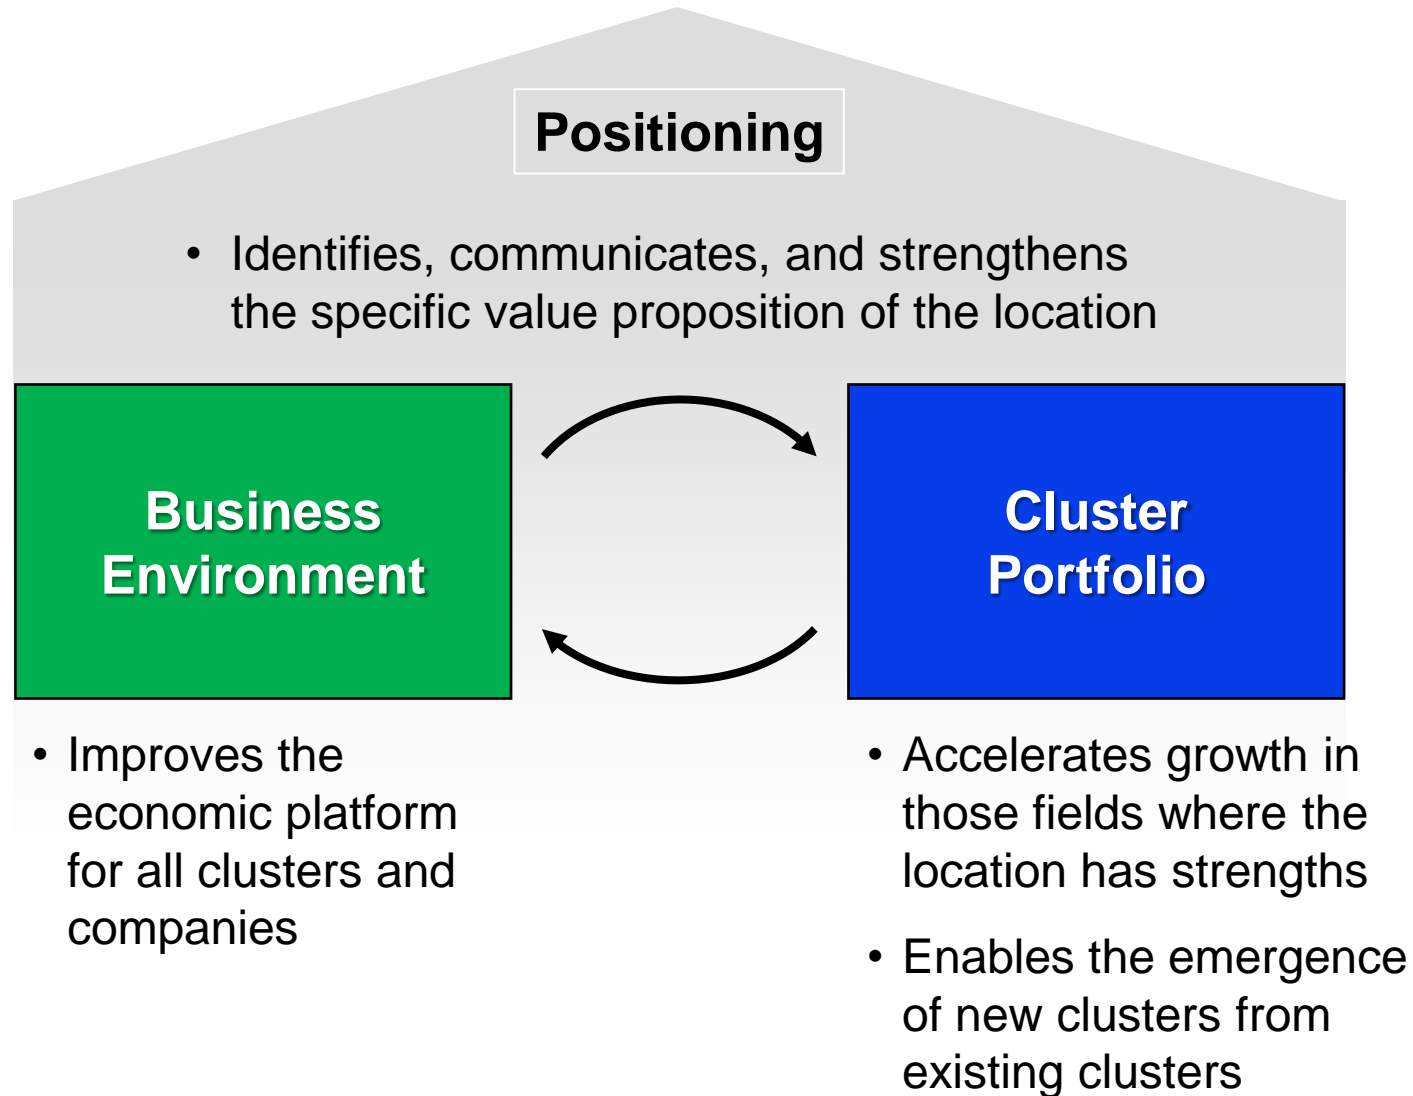 Positioning
• Identifies, communicates, and strengthens
the specific value proposition of the location
Business
Environment
Cluster
Portfolio
• Improves the
economic platform
for all clusters and
companies
• Accelerates growth in
those fields where the
location has strengths
• Enables the emergence
of new clusters from
existing clusters